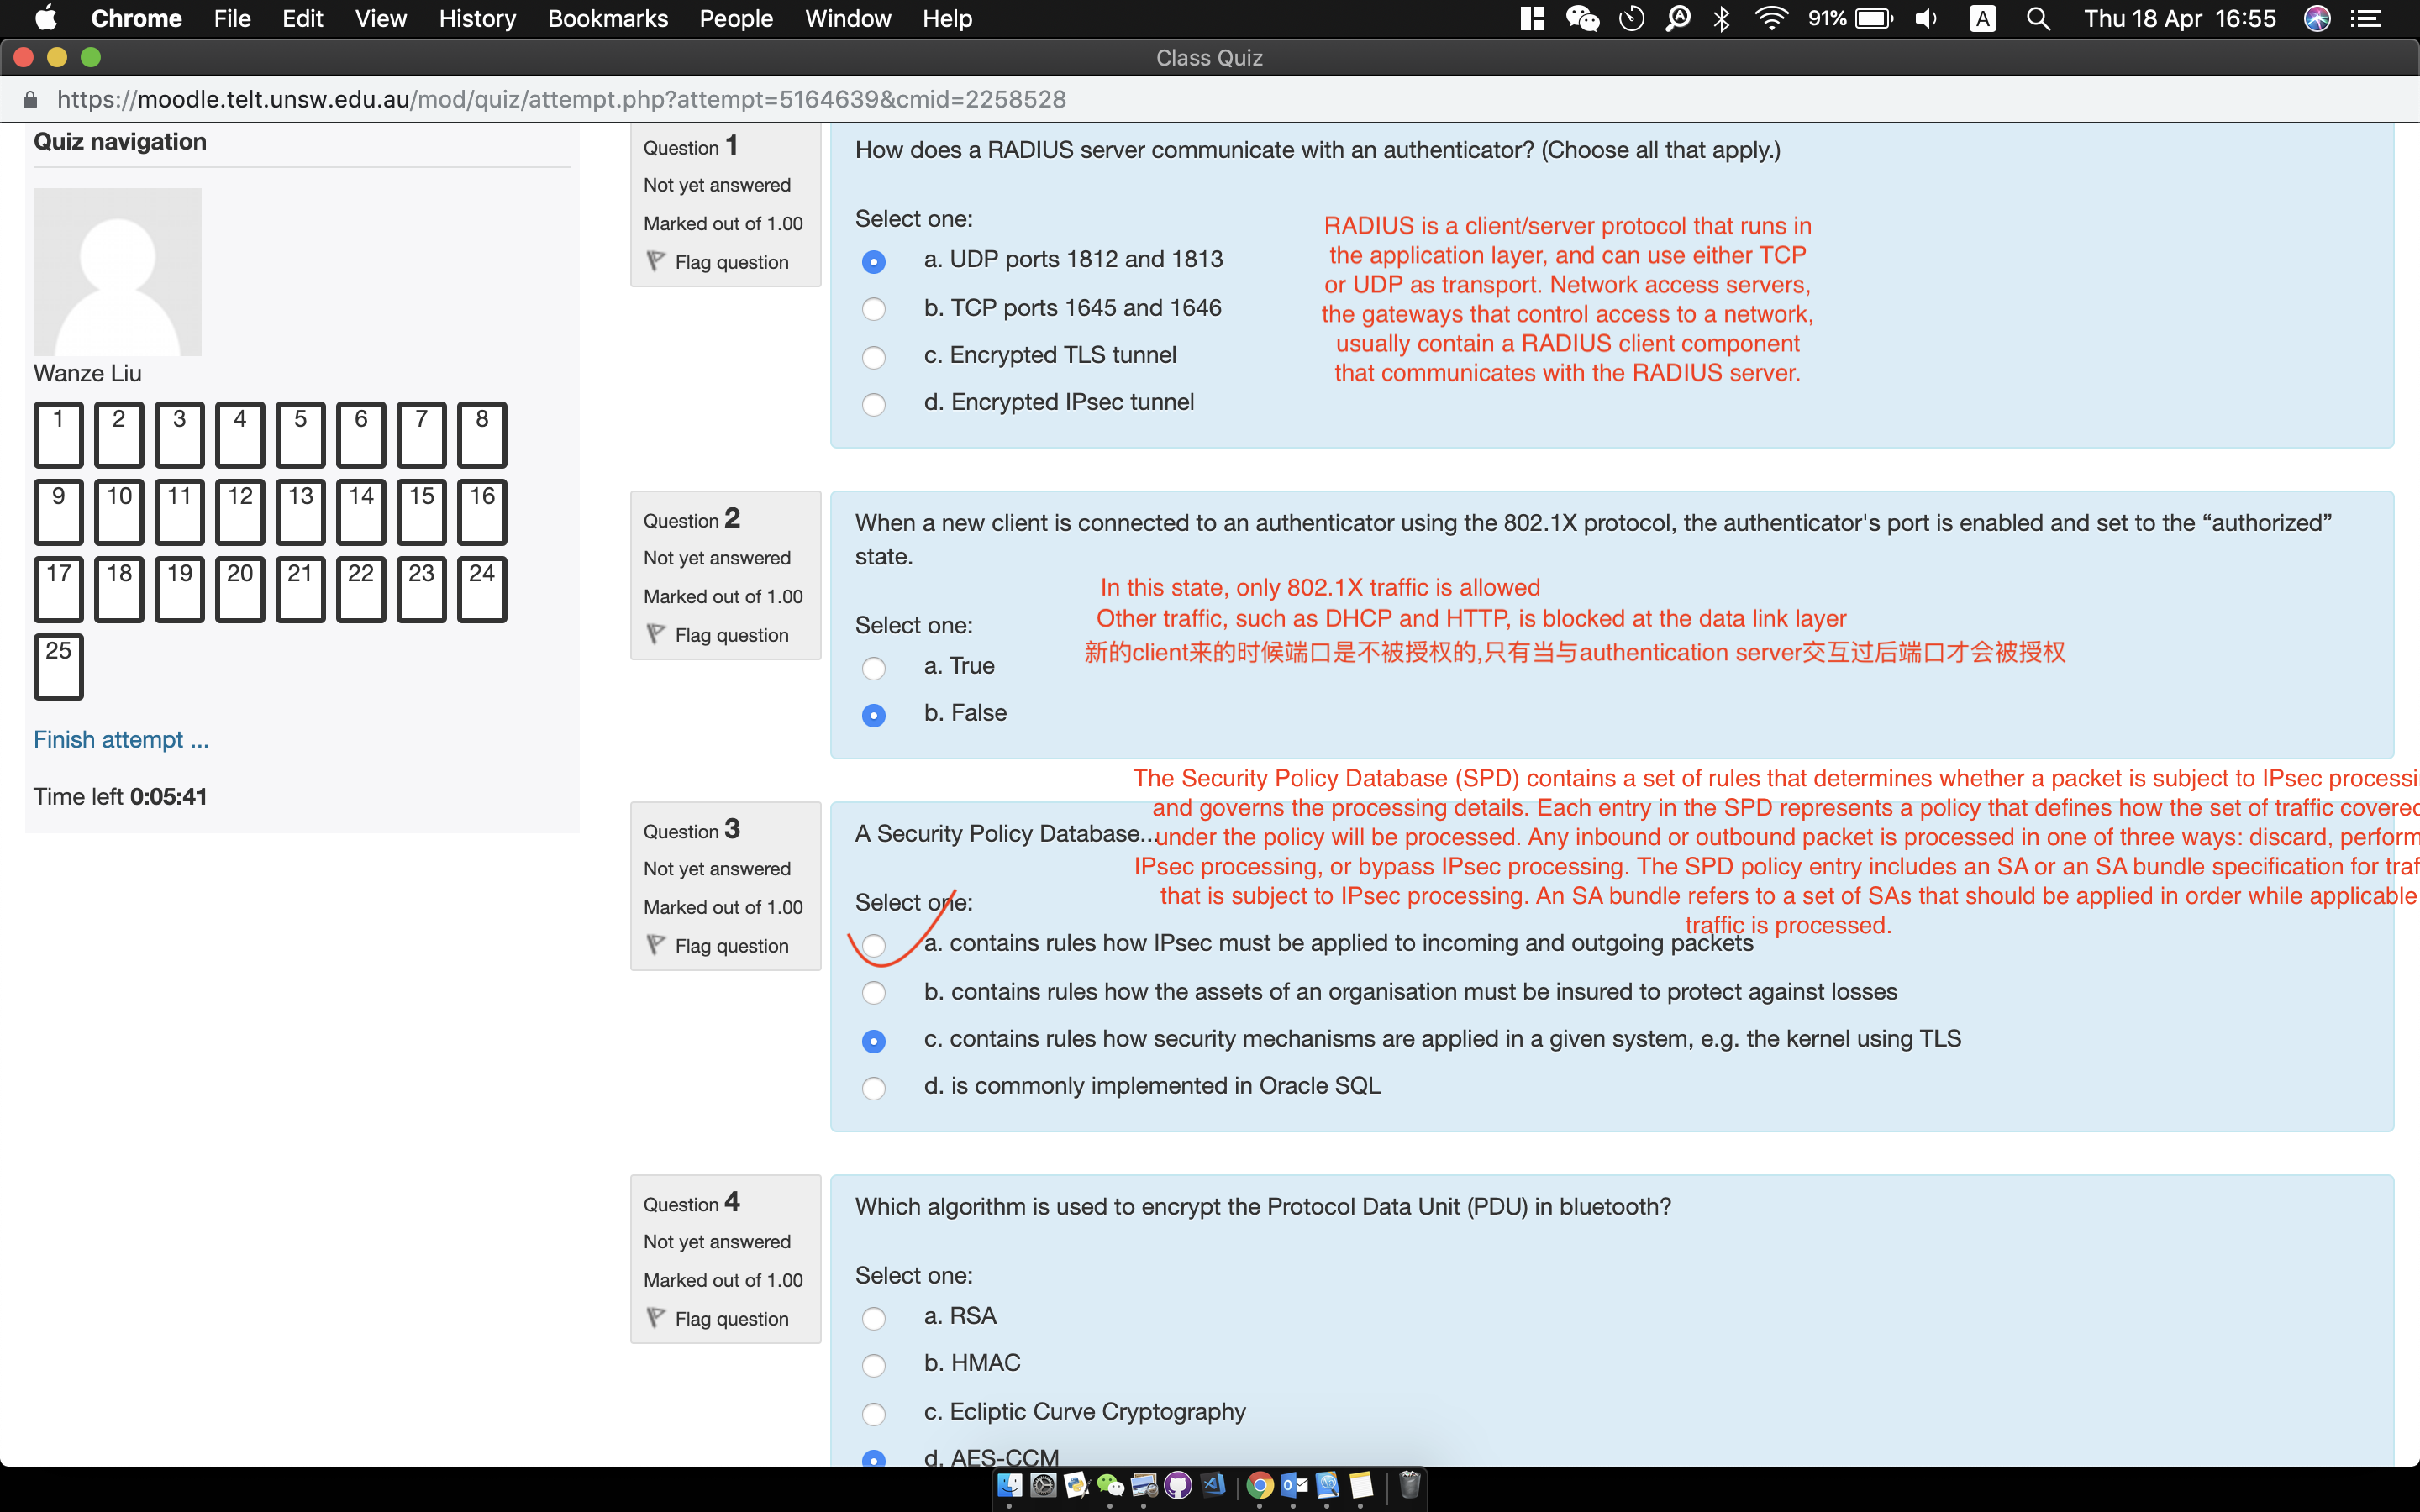 Chrome File Edit View History Bookmarks People Window Help 91% A Thu 18 Apr 16:55
Class Quiz
https://moodle.telt.unsw.edu.au/mod/quiz/attempt.php?attempt=5164639&cmid=2258528
Quiz navigation
Wanze Liu
1 2 3 4 5 6 7 8
9 10 11 12 13 14 15 16
17 18 19 20 21 22 23 24
25
Finish attempt ...
Time left 0:05:41
Question 1
Not yet answered
Marked out of 1.00
Flag question
How does a RADIUS server communicate with an authenticator? (Choose all that apply.)
Select one:
a. UDP ports 1812 and 1813
b. TCP ports 1645 and 1646
c. Encrypted TLS tunnel
d. Encrypted IPsec tunnel
RADIUS is a client/server protocol that runs in
the application layer, and can use either TCP
or UDP as transport. Network access servers,
the gateways that control access to a network,
usually contain a RADIUS client component
that communicates with the RADIUS server.
Question 2
Not yet answered
Marked out of 1.00
Flag question
When a new client is connected to an authenticator using the 802.1X protocol, the authenticator's port is enabled and set to the “authorized”
state.
In this state, only 802.1X traffic is allowed
Other traffic, such as DHCP and HTTP, is blocked at the data link layer
新的client来的时候端口是不被授权的,只有当与authentication server交互过后端口才会被授权
Select one:
a. True
b. False
The Security Policy Database (SPD) contains a set of rules that determines whether a packet is subject to IPsec processi
and governs the processing details. Each entry in the SPD represents a policy that defines how the set of traffic covered
under the policy will be processed. Any inbound or outbound packet is processed in one of three ways: discard, perform
IPsec processing, or bypass IPsec processing. The SPD policy entry includes an SA or an SA bundle specification for traf
that is subject to IPsec processing. An SA bundle refers to a set of SAs that should be applied in order while applicable
traffic is processed.
Question 3
Not yet answered
Marked out of 1.00
Flag question
A Security Policy Database...
Select one:
a. contains rules how IPsec must be applied to incoming and outgoing packets
b. contains rules how the assets of an organisation must be insured to protect against losses
c. contains rules how security mechanisms are applied in a given system, e.g. the kernel using TLS
d. is commonly implemented in Oracle SQL
Question 4
Not yet answered
Marked out of 1.00
Flag question
Which algorithm is used to encrypt the Protocol Data Unit (PDU) in bluetooth?
Select one:
a. RSA
b. HMAC
c. Ecliptic Curve Cryptography
d. AES-CCM